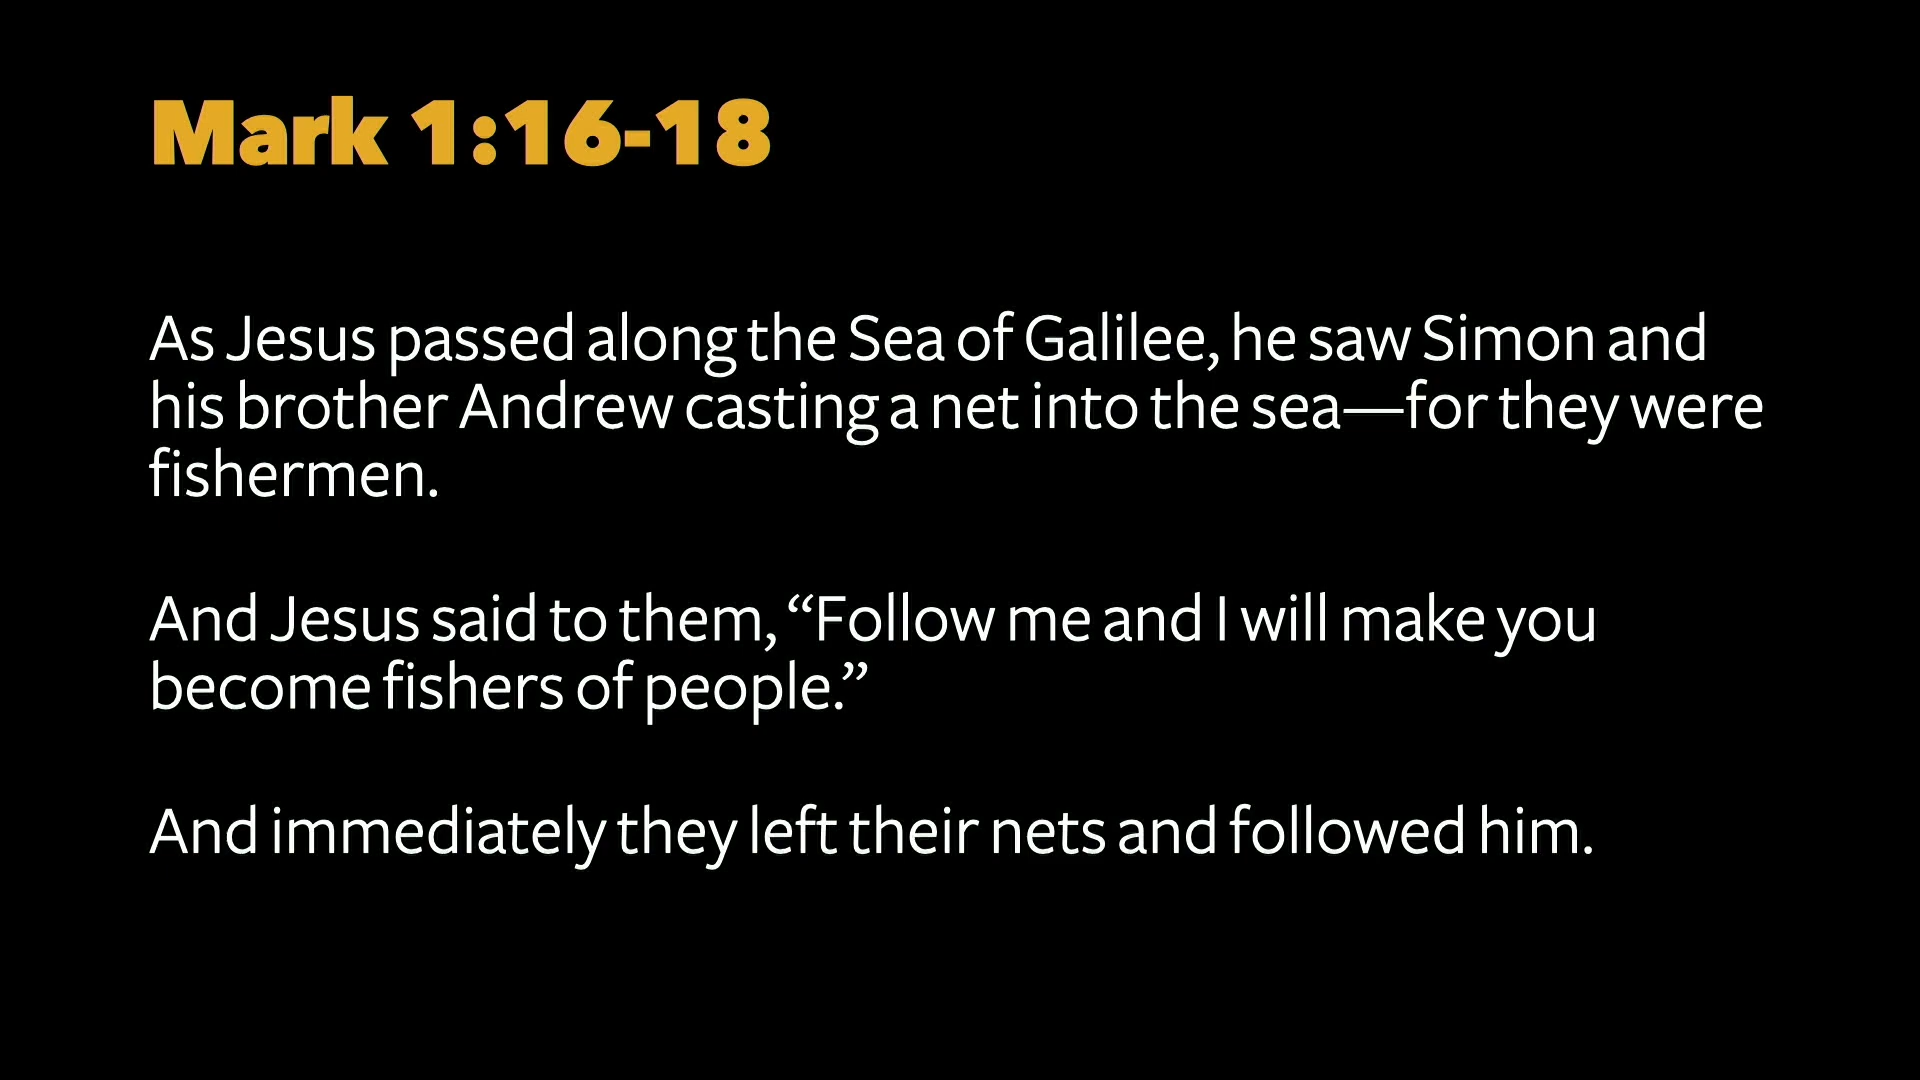 Mark 1:16-18
As Jesus passed along the Sea of Galilee, he saw Simon and
his brother Andrew casting a net into the sea—for they were
fishermen.
And Jesus said to them, “Follow me and I will make you
become fishers of people.”
And immediately they left their nets and followed him.